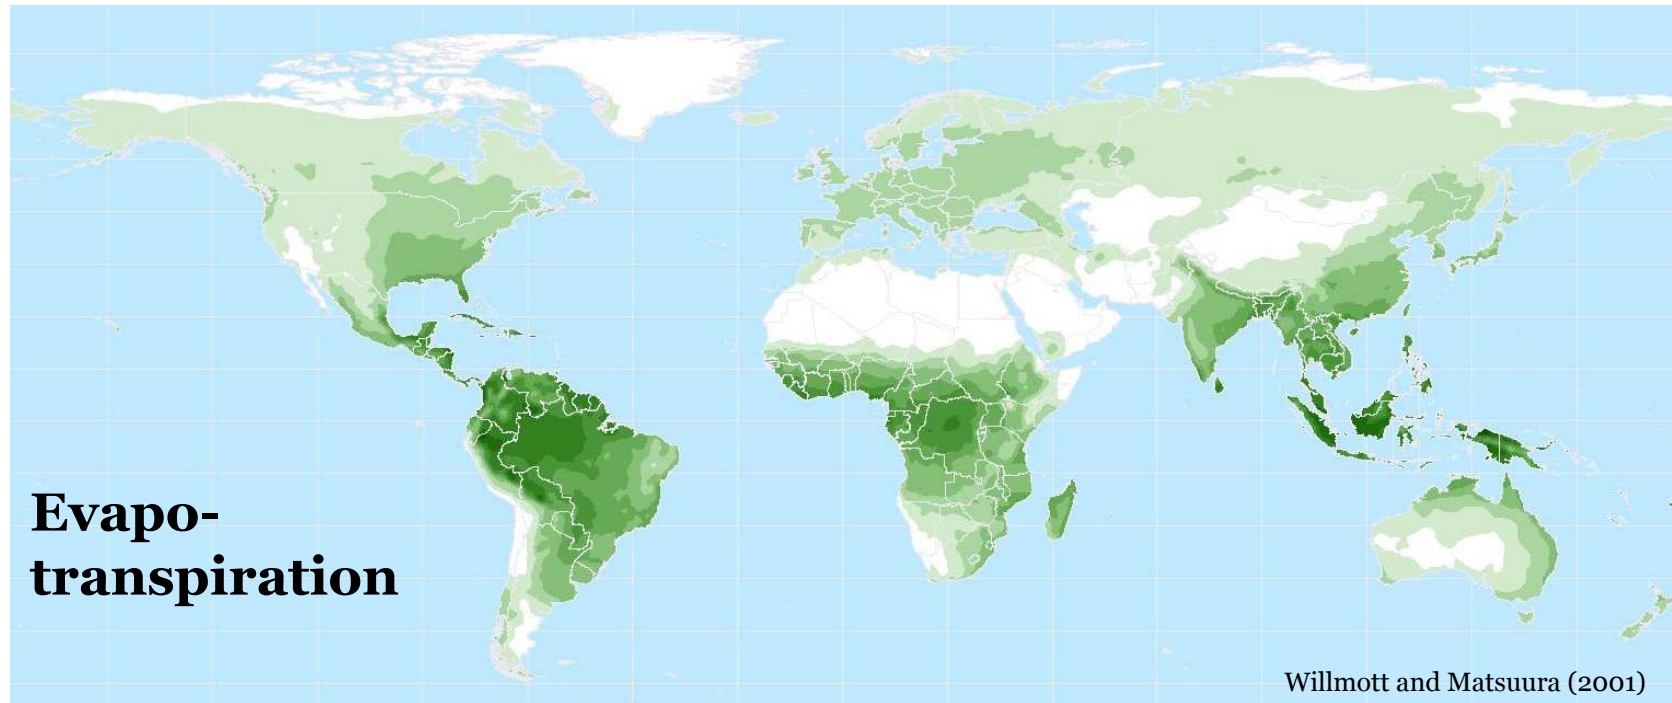 Evapo-
transpiration
Willmott and Matsuura (2001)